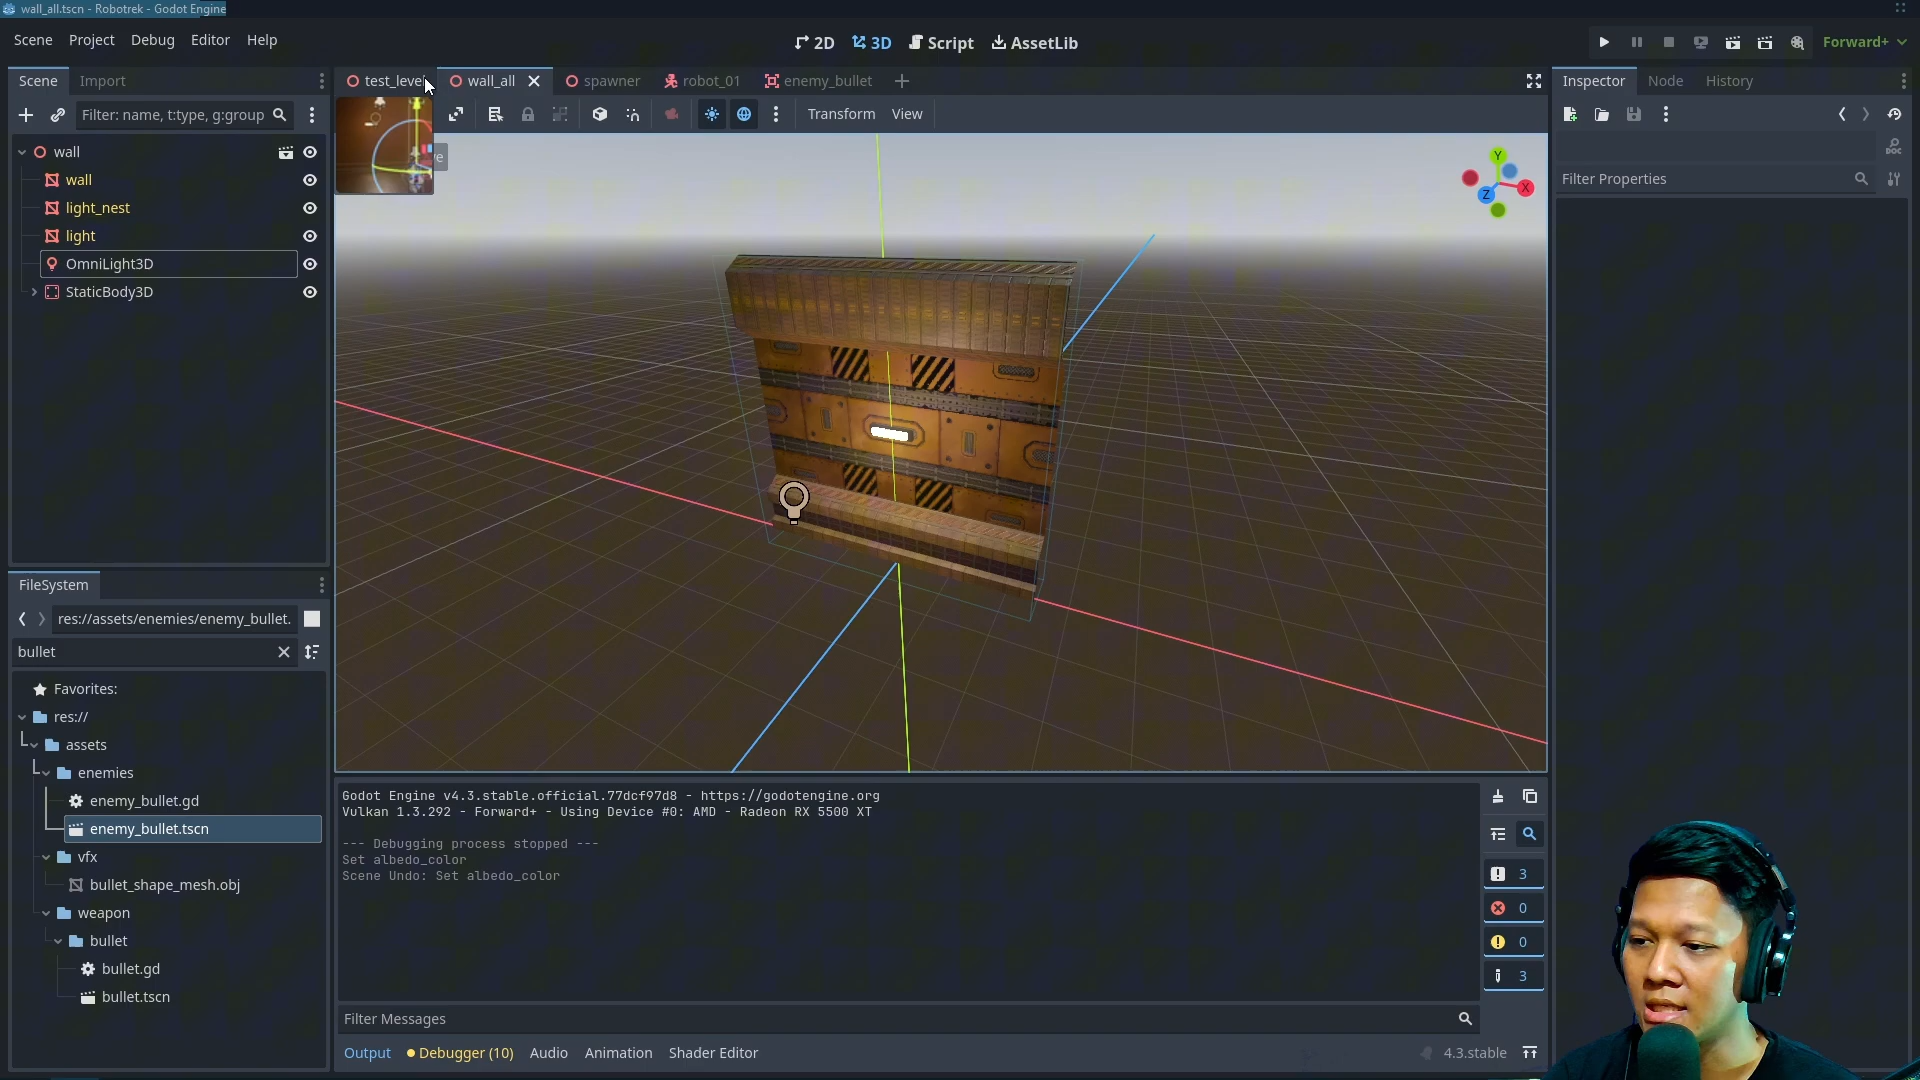 wall_all.tscn - Robotrek - Godot Engine
Scene Project Debug Editor Help
2D 3D Script AssetLib
Forward+
Scene Import
test_level wall_all spawner robot_01 enemy_bullet
Inspector Node History
Filter: name, t:type, g:group
Transform View
wall
wall
light_nest
light
OmniLight3D
StaticBody3D
Y
X
Z
DOC
Filter Properties
FileSystem
res://assets/enemies/enemy_bullet.
bullet
Favorites:
res://
assets
enemies
enemy_bullet.gd
enemy_bullet.tscn
vfx
bullet_shape_mesh.obj
weapon
bullet
bullet.gd
bullet.tscn
Godot Engine v4.3.stable.official.77dcf97d8 - https://godotengine.org
Vulkan 1.3.292 - Forward+ - Using Device #0: AMD - Radeon RX 5500 XT
--- Debugging process stopped ---
Set albedo_color
Scene Undo: Set albedo_color
3
0
0
3
Filter Messages
Output Debugger (10) Audio Animation Shader Editor
4.3.stable